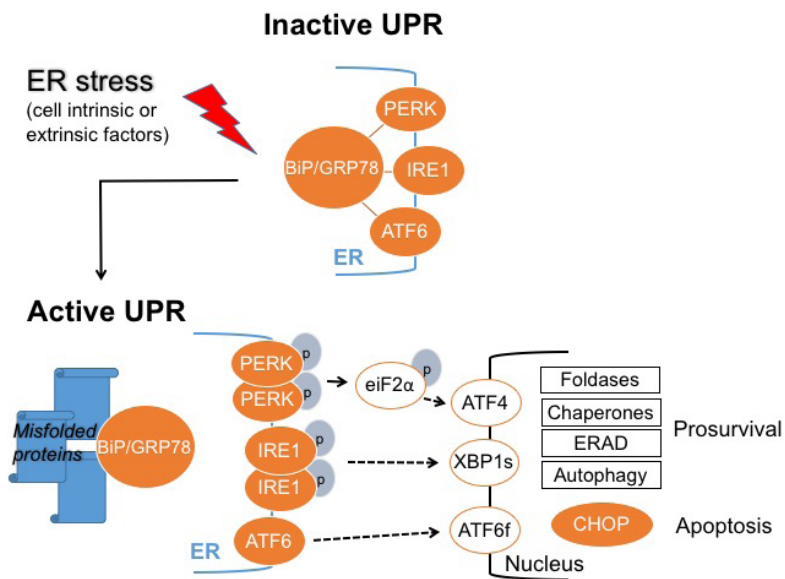 Inactive UPR
ER stress
(cell intrinsic or
extrinsic factors)
PERK
BiP/GRP78
IRE1
ATF6
ER
Active UPR
Misfolded
proteins
BiP/GRP78
PERK
p
PERK
p
eiF2α
p
ATF4
IRE1
p
IRE1
p
XBP1s
ATF6
ATF6f
ER
Nucleus
Foldases
Chaperones
ERAD
Autophagy
Prosurvival
CHOP
Apoptosis